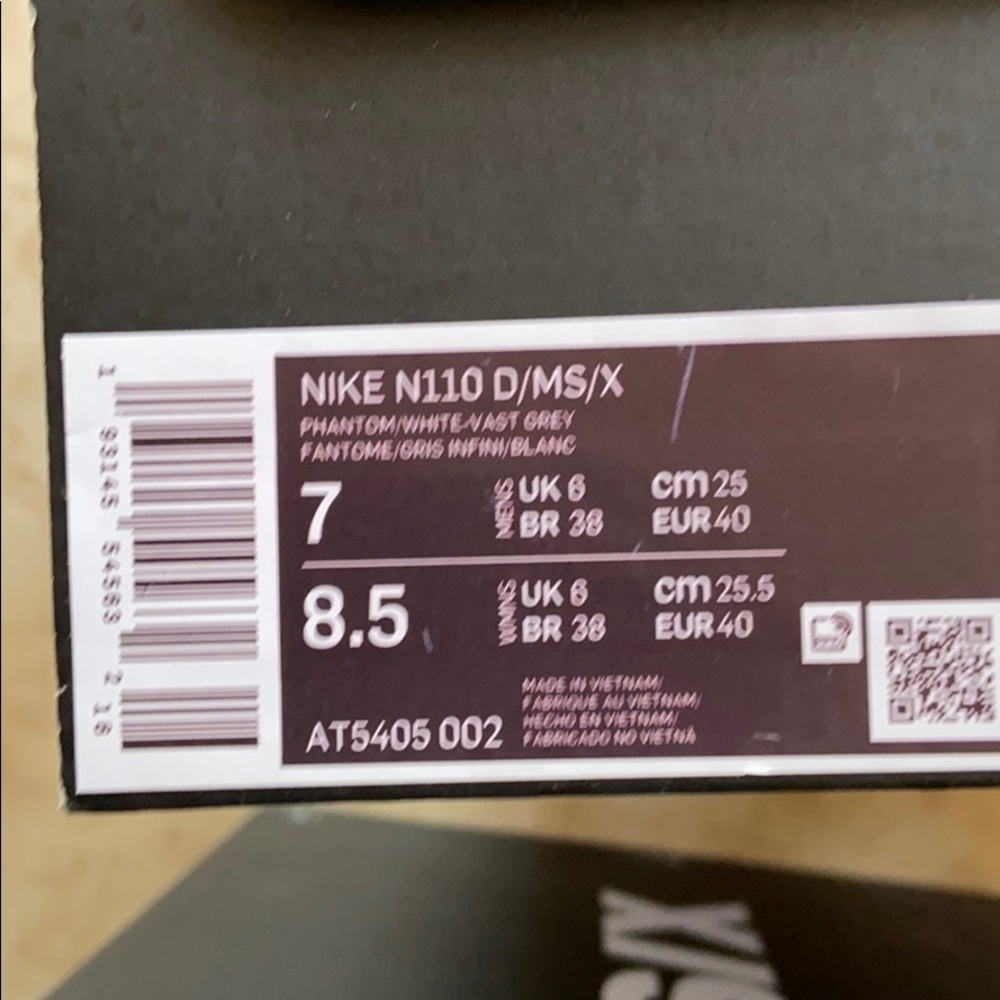 NIKE N110 D/MS/X
PHANTOM/WHITE-VAST GREY
FANTOME/GRIS INFINI/BLANC
7 MENS UK 6 cm 25
BR 38 EUR 40
8.5 WMNS UK 6 cm 25.5
BR 38 EUR 40
AT5405 002
MADE IN VIETNAM/
FABRIQUE AU VIETNAM/
HECHO EN VIETNAM/
FABRICADO NO VIETNA
1 93145 54563 2 16